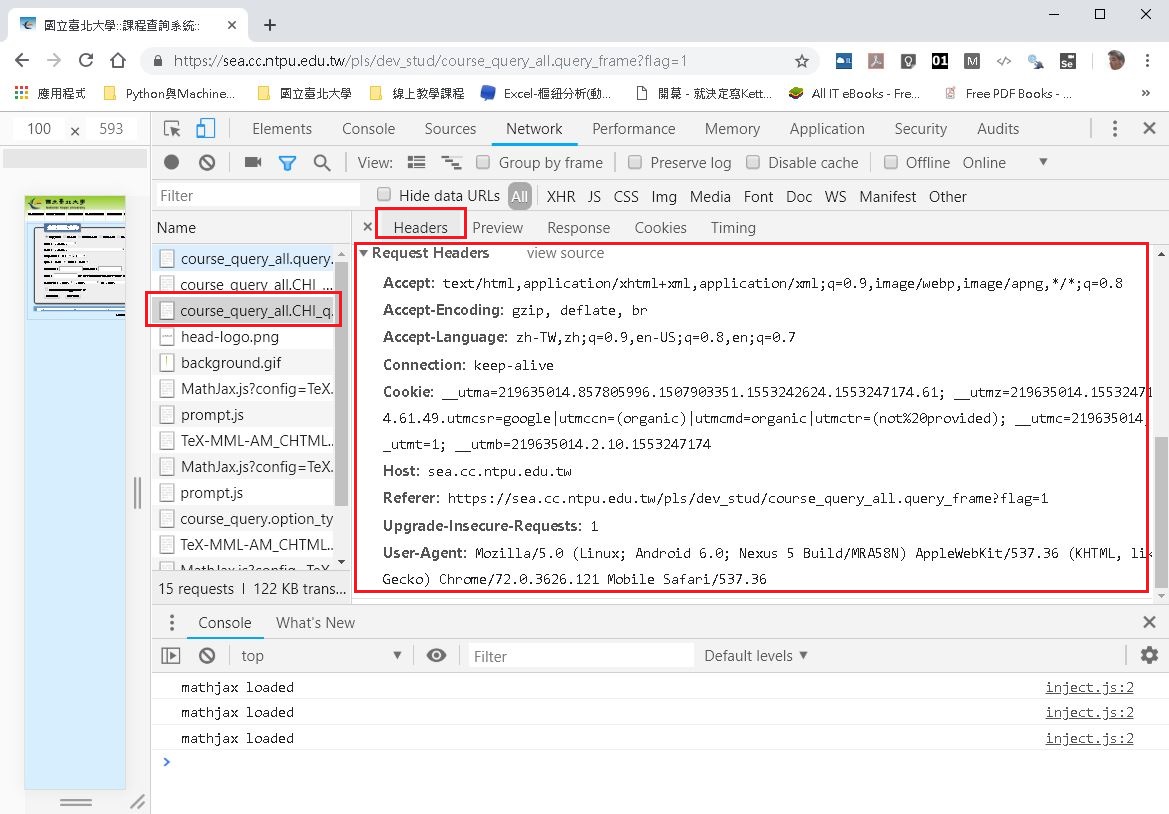 國立臺北大學::課程查詢系統::
https://sea.cc.ntpu.edu.tw/pls/dev_stud/course_query_all.query_frame?flag=1
01 M </> Se
應用程式 Python與Machine... 國立臺北大學 線上教學課程 Excel-樞紐分析(動... 開幕 - 就決定寫Kett... All IT eBooks - Fre... Free PDF Books - ... »
100 × 593 Elements Console Sources Network Performance Memory Application Security Audits
View: Group by frame Preserve log Disable cache Offline Online
Filter Hide data URLs All XHR JS CSS Img Media Font Doc WS Manifest Other
Name × Headers Preview Response Cookies Timing
國立臺北大學
course_query_all.query.
course_query_all.CHI_...
course_query_all.CHI_q.
head-logo.png
background.gif
MathJax.js?config=TeX.
prompt.js
TeX-MML-AM_CHTML..
MathJax.js?config=TeX.
prompt.js
course_query.option_ty
TeX-MML-AM_CHTML..
MathJax.js?config=TeX.
15 requests | 122 KB trans...
Request Headers view source
Accept: text/html,application/xhtml+xml,application/xml;q=0.9,image/webp,image/apng,*/*;q=0.8
Accept-Encoding: gzip, deflate, br
Accept-Language: zh-TW,zh;q=0.9,en-US;q=0.8,en;q=0.7
Connection: keep-alive
Cookie: __utma=219635014.857805996.1507903351.1553242624.1553247174.61; __utmz=219635014.15532471
4.61.49.utmcsr=google|utmccn=(organic)|utmcmd=organic|utmctr=(not%20provided); __utmc=219635014
_utmt=1; __utmb=219635014.2.10.1553247174
Host: sea.cc.ntpu.edu.tw
Referer: https://sea.cc.ntpu.edu.tw/pls/dev_stud/course_query_all.query_frame?flag=1
Upgrade-Insecure-Requests: 1
User-Agent: Mozilla/5.0 (Linux; Android 6.0; Nexus 5 Build/MRA58N) AppleWebKit/537.36 (KHTML, lik
Gecko) Chrome/72.0.3626.121 Mobile Safari/537.36
Console What's New
top Filter Default levels
mathjax loaded inject.js:2
mathjax loaded inject.js:2
mathjax loaded inject.js:2